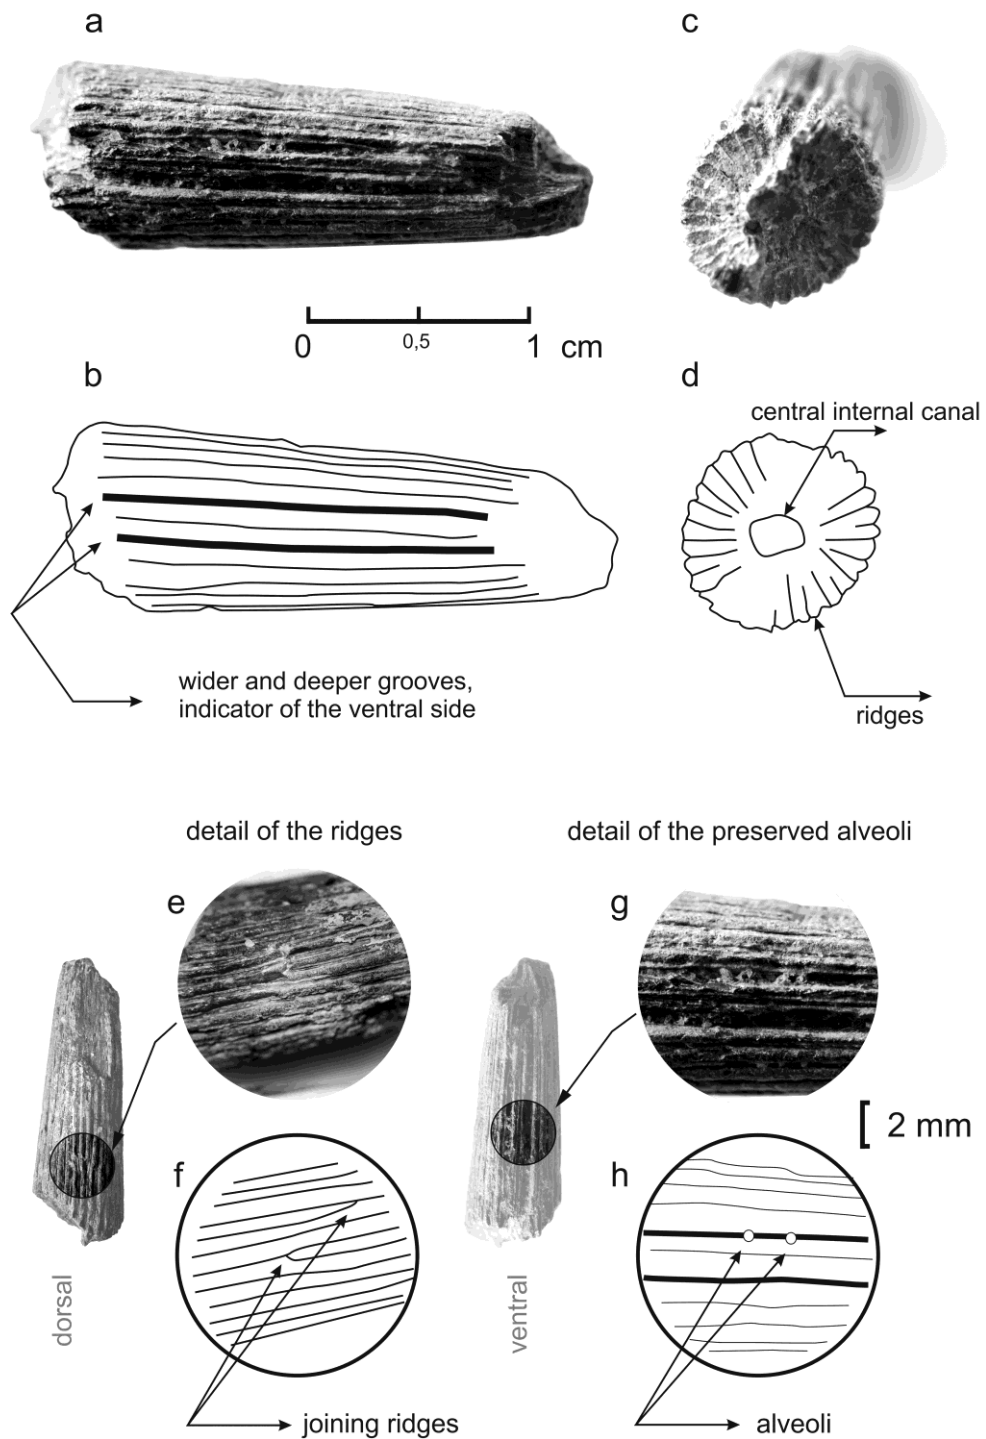 a
c
0
0,5
1 cm
b
d
central internal canal
wider and deeper grooves,
indicator of the ventral side
ridges
detail of the ridges
detail of the preserved alveoli
e
g
2 mm
f
h
dorsal
ventral
joining ridges
alveoli